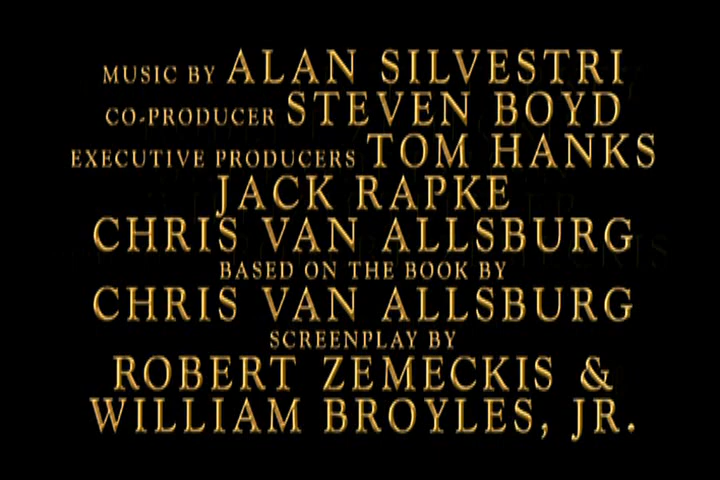 MUSIC BY ALAN SILVESTRI
CO-PRODUCER STEVEN BOYD
EXECUTIVE PRODUCERS TOM HANKS
JACK RAPKE
CHRIS VAN ALLSBURG
BASED ON THE BOOK BY
CHRIS VAN ALLSBURG
SCREENPLAY BY
ROBERT ZEMECKIS &
WILLIAM BROYLES, JR.